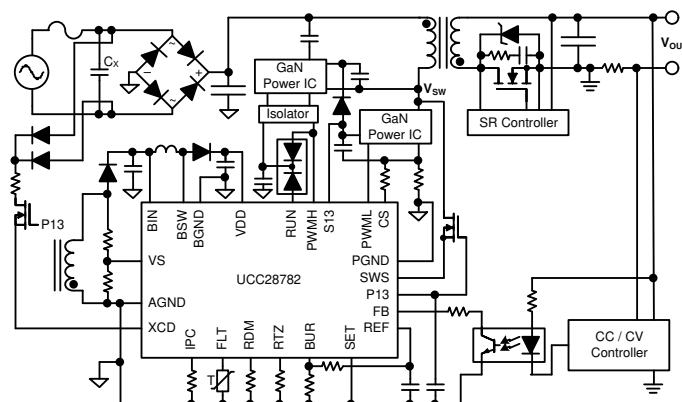 CX
~
−
+
~
GaN
Power IC
Isolator
VSW
GaN
Power IC
SR Controller
VOU
P13
BIN
BSW
BGND
VDD
RUN
PWMH
S13
PWML
CS
VS
AGND
XCD
UCC28782
PGND
SWS
P13
FB
REF
IPC
FLT
RDM
RTZ
BUR
SET
T
CC / CV
Controller